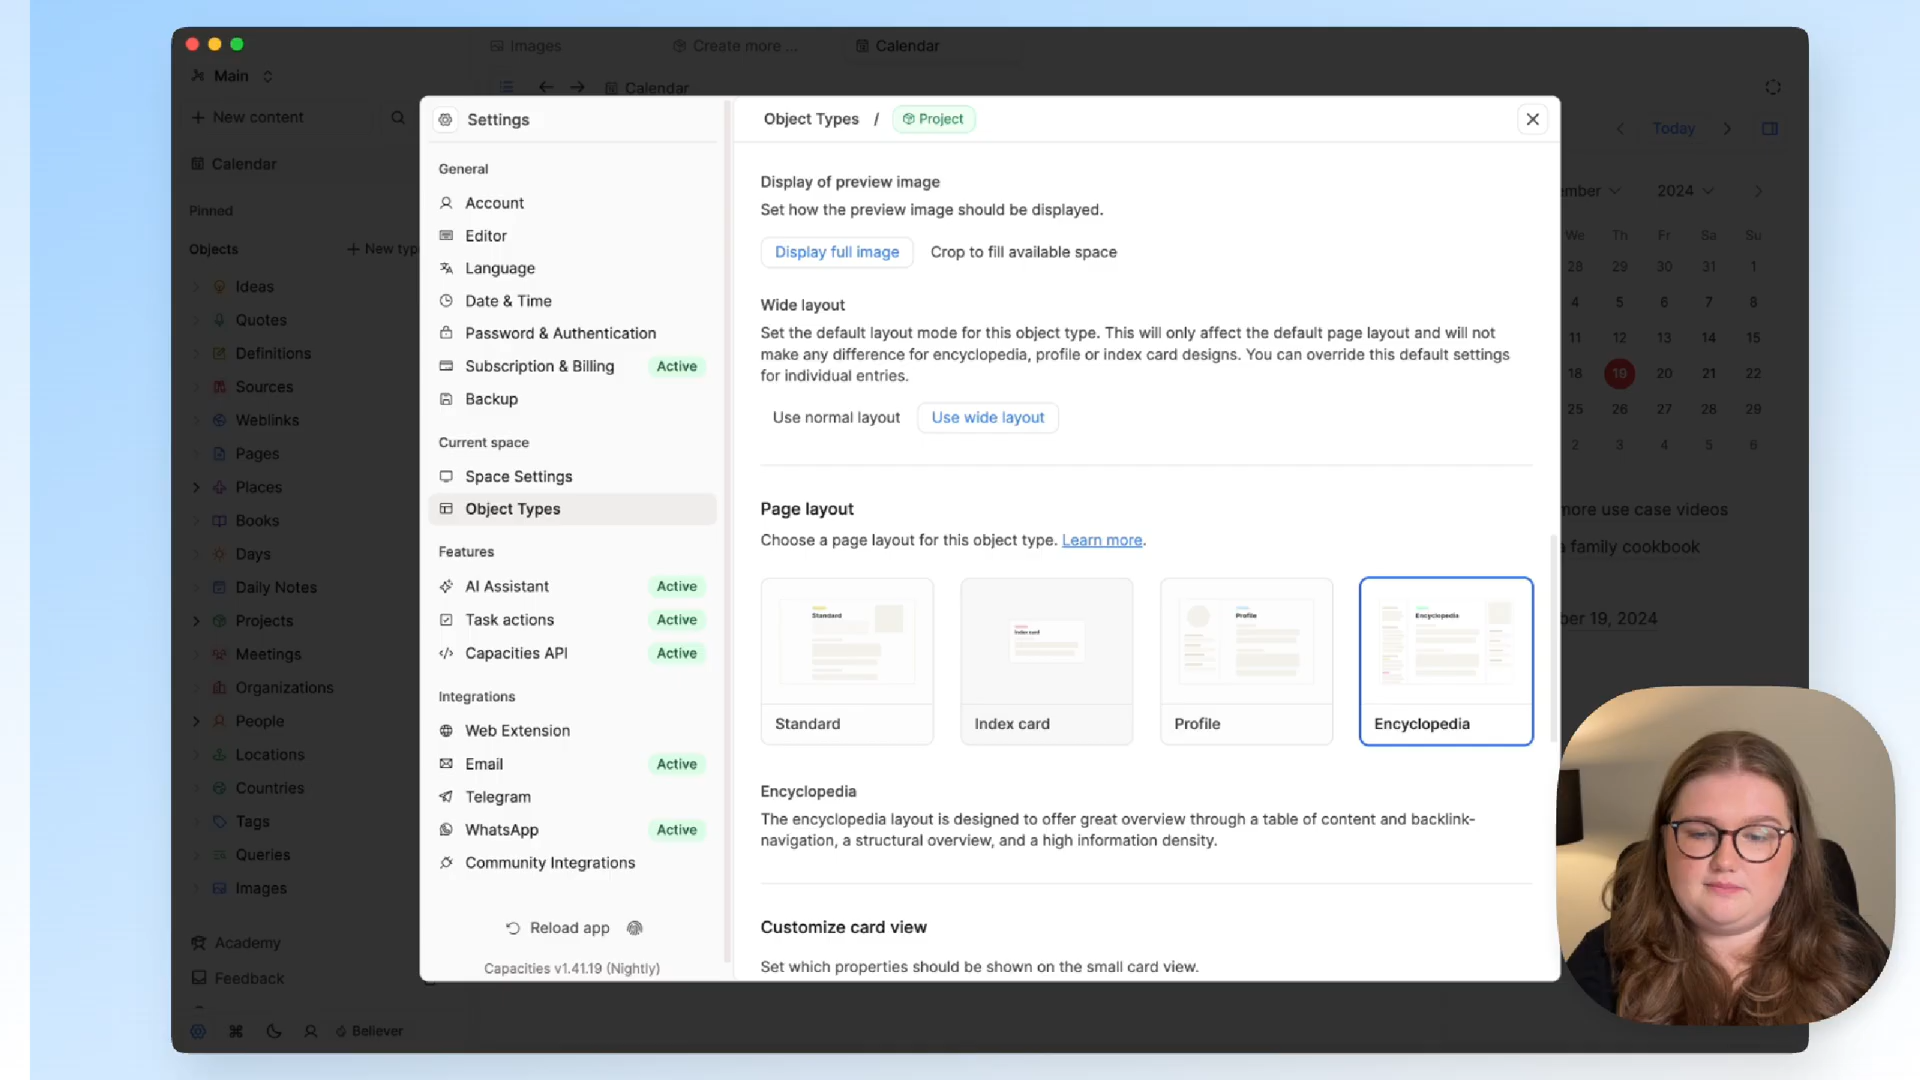 Images
Create more ...
Calendar
Main
Calendar
New content
Today
Calendar
Pinned
Objects
New typ
Ideas
Quotes
Definitions
Sources
Weblinks
Pages
Places
Books
Days
Daily Notes
Projects
Meetings
Organizations
People
Locations
Countries
Tags
Queries
Images
Academy
Feedback
Believer
Settings
General
Account
Editor
Language
Date & Time
Password & Authentication
Subscription & Billing Active
Backup
Current space
Space Settings
Object Types
Features
AI Assistant Active
Task actions Active
Capacities API Active
Integrations
Web Extension
Email Active
Telegram
WhatsApp Active
Community Integrations
Reload app
Capacities v1.41.19 (Nightly)
Object Types / Project
Display of preview image
Set how the preview image should be displayed.
Display full image Crop to fill available space
Wide layout
Set the default layout mode for this object type. This will only affect the default page layout and will not
make any difference for encyclopedia, profile or index card designs. You can override this default settings
for individual entries.
Use normal layout Use wide layout
Page layout
Choose a page layout for this object type. Learn more.
Standard
Index card
Profile
Encyclopedia
Standard Index card Profile Encyclopedia
Encyclopedia
The encyclopedia layout is designed to offer great overview through a table of content and backlink-
navigation, a structural overview, and a high information density.
Customize card view
Set which properties should be shown on the small card view.
ember 2024
We Th Fr Sa Su
28 29 30 31 1
4 5 6 7 8
11 12 13 14 15
18 19 20 21 22
25 26 27 28 29
2 3 4 5 6
more use case videos
a family cookbook
ber 19, 2024